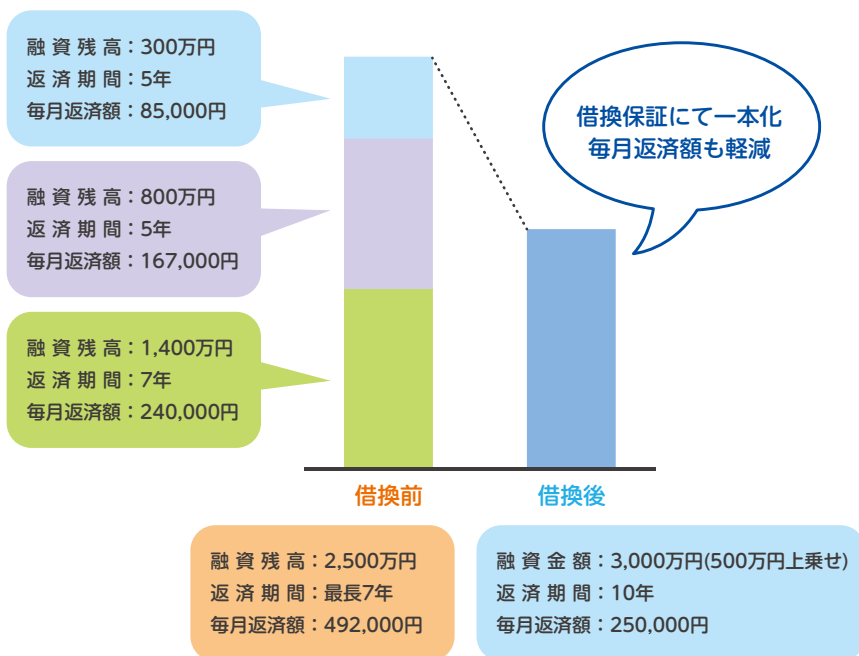 融資残高：300万円
返済期間：5年
毎月返済額：85,000円
融資残高：800万円
返済期間：5年
毎月返済額：167,000円
融資残高：1,400万円
返済期間：7年
毎月返済額：240,000円
借換保証にて一本化
毎月返済額も軽減
借換前
借換後
融資残高：2,500万円
返済期間：最長7年
毎月返済額：492,000円
融資金額：3,000万円(500万円上乗せ)
返済期間：10年
毎月返済額：250,000円